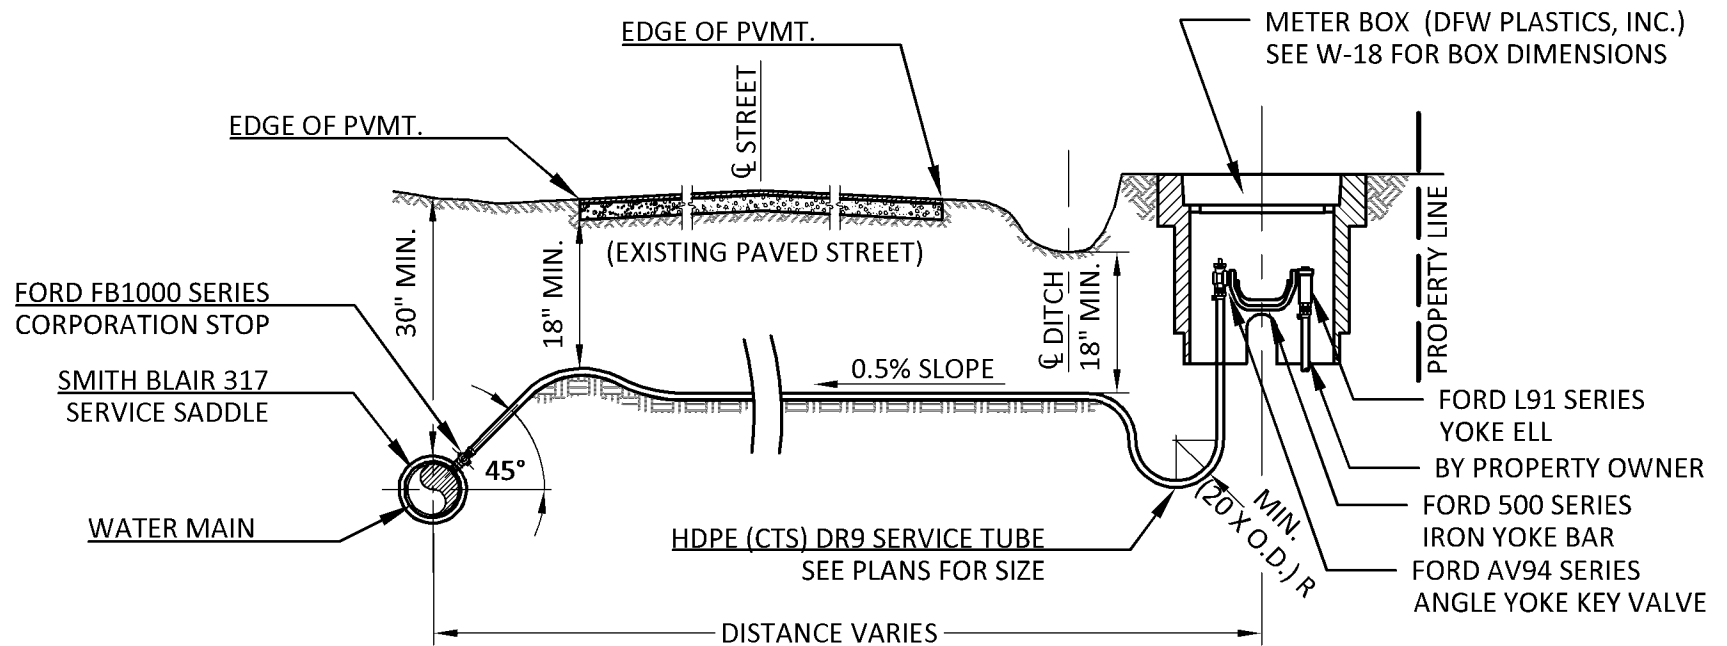 METER BOX (DFW PLASTICS, INC.)
SEE W-18 FOR BOX DIMENSIONS
EDGE OF PVMT.
EDGE OF PVMT.
℄ STREET
(EXISTING PAVED STREET)
30" MIN.
18" MIN.
℄ DITCH
18" MIN.
PROPERTY LINE
FORD FB1000 SERIES
CORPORATION STOP
SMITH BLAIR 317
SERVICE SADDLE
0.5% SLOPE
45°
WATER MAIN
HDPE (CTS) DR9 SERVICE TUBE
SEE PLANS FOR SIZE
MIN.
(20 X O.D.) R
FORD L91 SERIES
YOKE ELL
BY PROPERTY OWNER
FORD 500 SERIES
IRON YOKE BAR
FORD AV94 SERIES
ANGLE YOKE KEY VALVE
DISTANCE VARIES